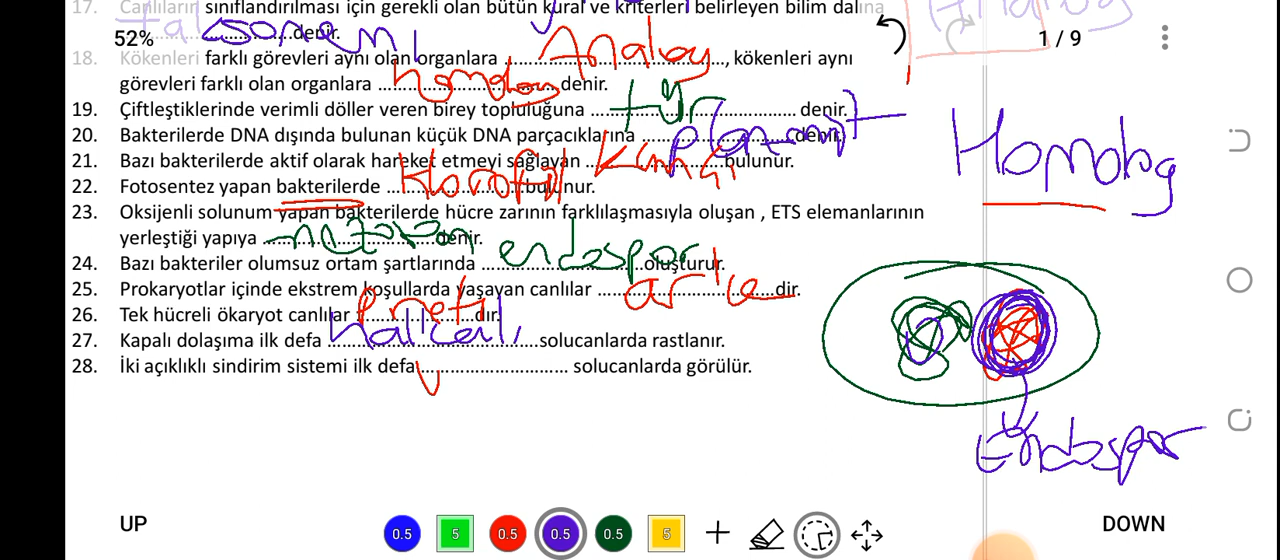 17. Canlıların sınıflandırılması için gerekli olan bütün kural ve kriterleri belirleyen bilim dalına
taksonomi denir.
52%
1 / 9
18. Kökenleri farklı görevleri aynı olan organlara ..... Analog ....., kökenleri aynı
görevleri farklı olan organlara ..... homolog ..... denir.
19. Çiftleştiklerinde verimli döller veren birey topluluğuna ..... tür ..... denir.
20. Bakterilerde DNA dışında bulunan küçük DNA parçacıklarına ..... plazmit ..... denir.
21. Bazı bakterilerde aktif olarak hareket etmeyi sağlayan ..... Kamçı ..... bulunur.
22. Fotosentez yapan bakterilerde ..... klorofil ..... bulunur.
23. Oksijenli solunum yapan bakterilerde hücre zarının farklılaşmasıyla oluşan , ETS elemanlarının
yerleştiği yapıya ..... denir.
24. Bazı bakteriler olumsuz ortam şartlarında ..... endospor ..... oluşturur.
25. Prokaryotlar içinde ekstrem koşullarda yaşayan canlılar ..... arke ..... dir.
26. Tek hücreli ökaryot canlılar ..... dır.
27. Kapalı dolaşıma ilk defa ..... halkalı ..... solucanlarda rastlanır.
28. İki açıklıklı sindirim sistemi ilk defa ..... solucanlarda görülür.
Analog
Homolog
Endospor
UP
0.5 5 0.5 0.5 0.5 5
DOWN